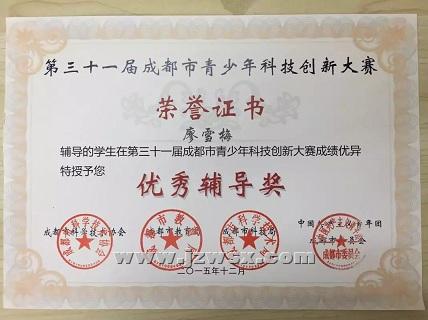 第三十一届成都市青少年科技创新大赛
荣誉证书
廖雪梅
辅导的学生在第三十一届成都市青少年科技创新大赛成绩优异
特授予您
优秀辅导奖
成都市科学技术协会 成都市教育局 成都市科技局 中国共产主义青年团
成都市委员会
www.jzwsx.com
二〇一五年十二月